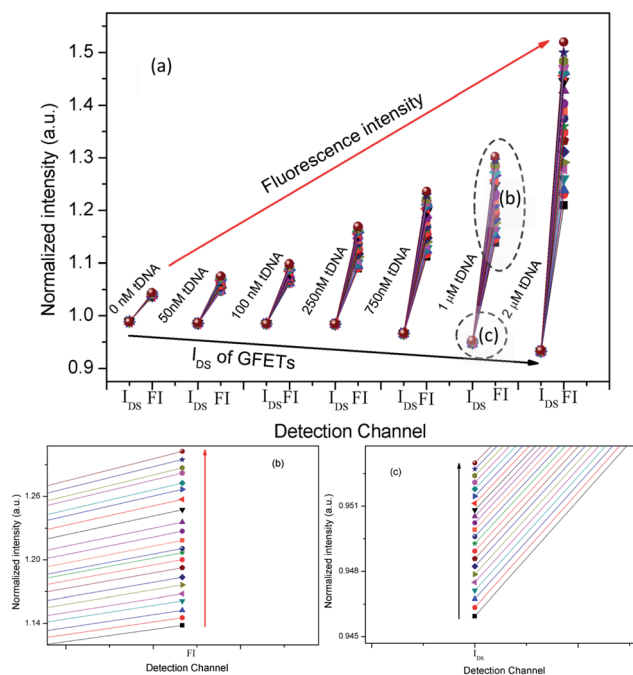 (a)
Normalized intensity (a.u.)
1.5
1.4
1.3
1.2
1.1
1.0
0.9
Fluorescence intensity
0 nM tDNA
50nM tDNA
100 nM tDNA
250nM tDNA
750nM tDNA
1 μM tDNA
2 μM tDNA
(b)
(c)
IDS of GFETs
IDS FI IDS FI IDS FI IDS FI IDS FI IDS FI IDS FI
Detection Channel
(b)
Normalized intensity (a.u.)
1.26
1.20
1.14
FI
Detection Channel
(c)
Normalized intensity (a.u.)
0.951
0.948
0.945
IDS
Detection Channel